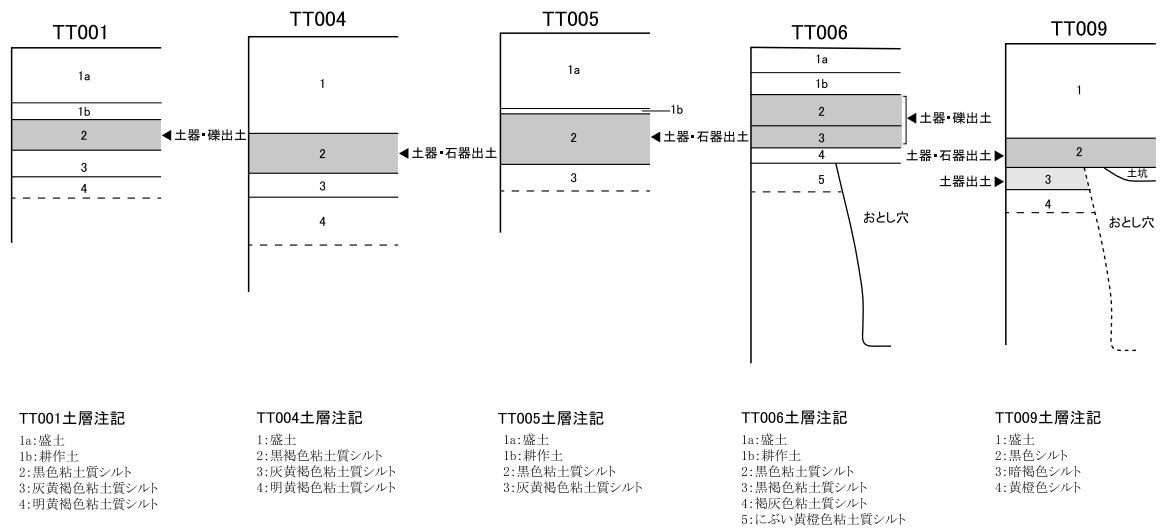 TT001
1a
1b
2
◀土器・礫出土
3
4
TT004
1
2
◀土器・石器出土
3
4
TT005
1a
1b
2
◀土器・石器出土
3
TT006
1a
1b
2
3
◀土器・礫出土
4
5
おとし穴
TT009
1
土器・石器出土▶
2
土坑
土器出土▶
3
4
おとし穴
TT001土層注記
1a:盛土
1b:耕作土
2:黒色粘土質シルト
3:灰黄褐色粘土質シルト
4:明黄褐色粘土質シルト
TT004土層注記
1:盛土
2:黒褐色粘土質シルト
3:灰黄褐色粘土質シルト
4:明黄褐色粘土質シルト
TT005土層注記
1a:盛土
1b:耕作土
2:黒色粘土質シルト
3:灰黄褐色粘土質シルト
TT006土層注記
1a:盛土
1b:耕作土
2:黒色粘土質シルト
3:黒褐色粘土質シルト
4:褐灰色粘土質シルト
5:にぶい黄橙色粘土質シルト
TT009土層注記
1:盛土
2:黒色シルト
3:暗褐色シルト
4:黄橙色シルト